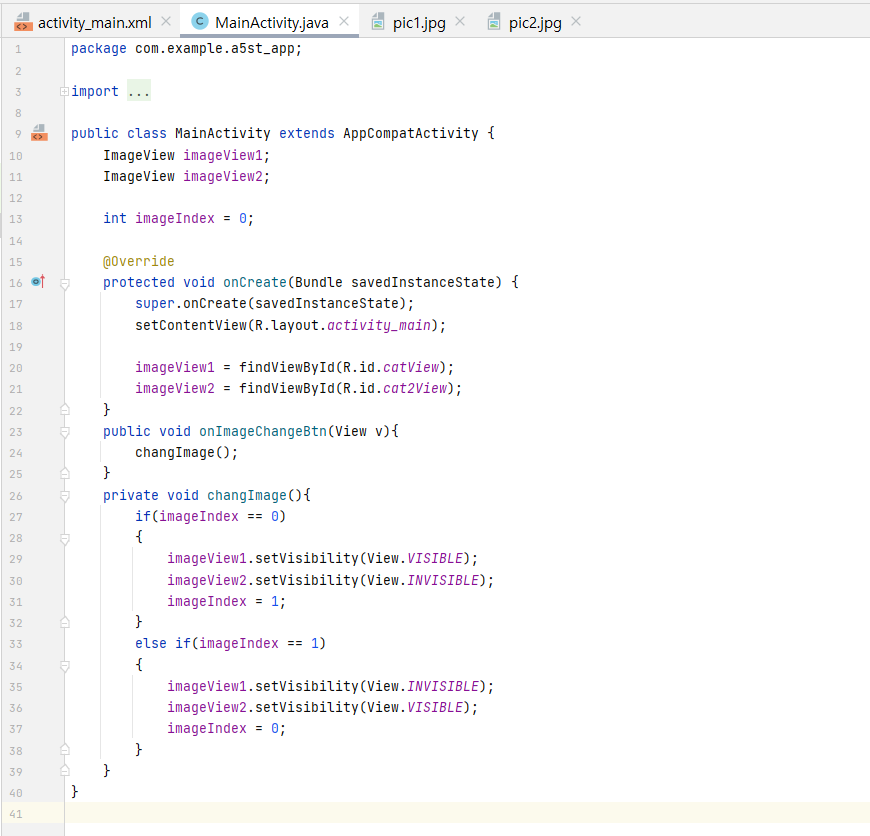 activity_main.xml MainActivity.java pic1.jpg pic2.jpg
1 package com.example.a5st_app;
2
3 import ...
8
9 public class MainActivity extends AppCompatActivity {
10 ImageView imageView1;
11 ImageView imageView2;
12
13 int imageIndex = 0;
14
15 @Override
16 protected void onCreate(Bundle savedInstanceState) {
17 super.onCreate(savedInstanceState);
18 setContentView(R.layout.activity_main);
19
20 imageView1 = findViewById(R.id.catView);
21 imageView2 = findViewById(R.id.cat2View);
22 }
23 public void onImageChangeBtn(View v){
24 changImage();
25 }
26 private void changImage(){
27 if(imageIndex == 0)
28 {
29 imageView1.setVisibility(View.VISIBLE);
30 imageView2.setVisibility(View.INVISIBLE);
31 imageIndex = 1;
32 }
33 else if(imageIndex == 1)
34 {
35 imageView1.setVisibility(View.INVISIBLE);
36 imageView2.setVisibility(View.VISIBLE);
37 imageIndex = 0;
38 }
39 }
40 }
41